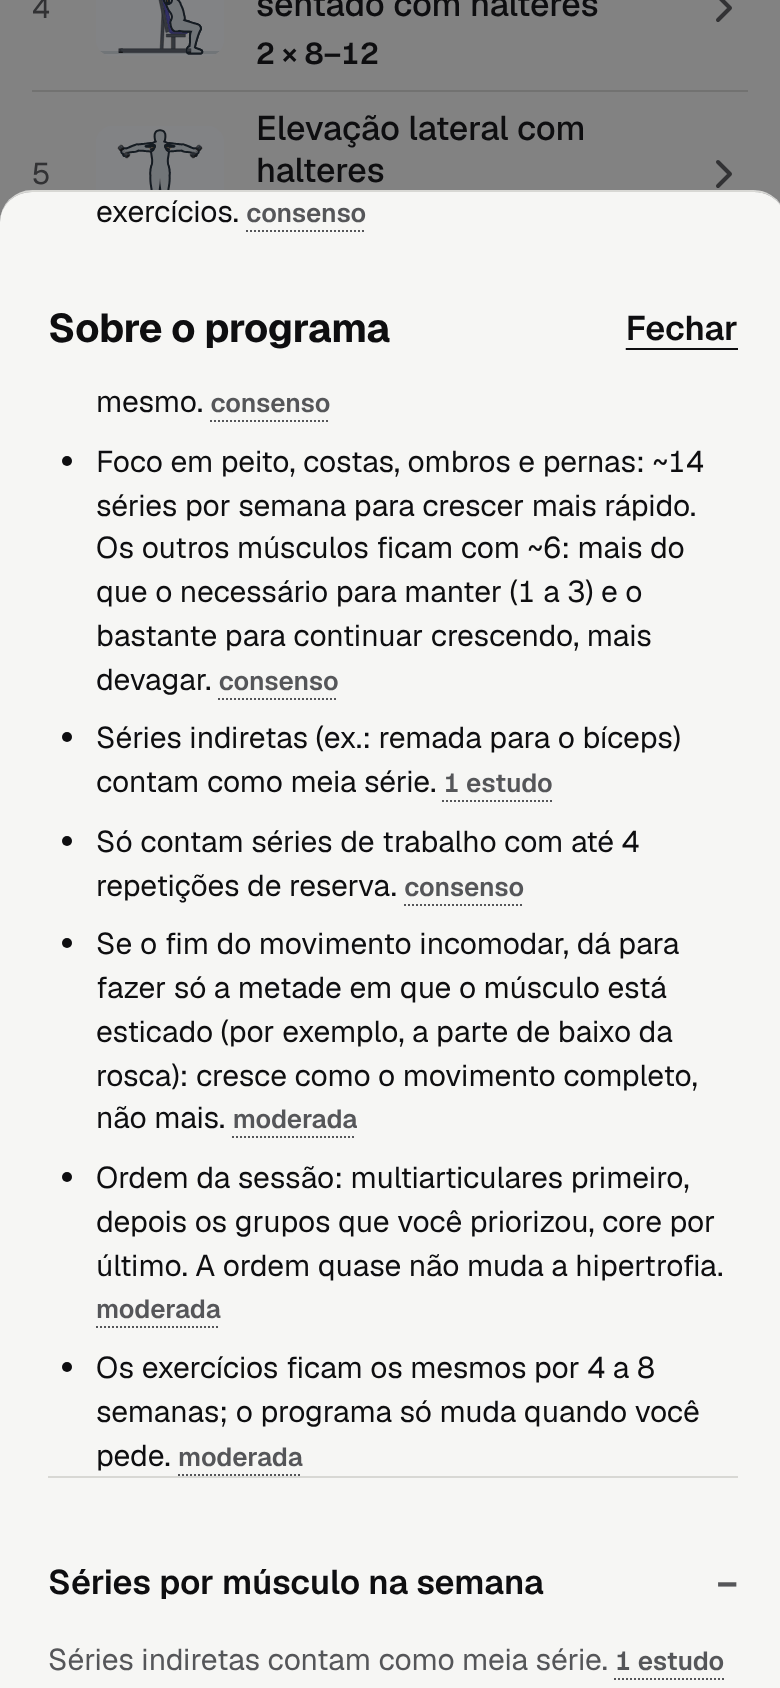 4
sentado com halteres
2 × 8–12
Elevação lateral com
halteres
5
exercícios. consenso
Sobre o programa
Fechar
mesmo. consenso
• Foco em peito, costas, ombros e pernas: ~14
séries por semana para crescer mais rápido.
Os outros músculos ficam com ~6: mais do
que o necessário para manter (1 a 3) e o
bastante para continuar crescendo, mais
devagar. consenso
• Séries indiretas (ex.: remada para o bíceps)
contam como meia série. 1 estudo
• Só contam séries de trabalho com até 4
repetições de reserva. consenso
• Se o fim do movimento incomodar, dá para
fazer só a metade em que o músculo está
esticado (por exemplo, a parte de baixo da
rosca): cresce como o movimento completo,
não mais. moderada
• Ordem da sessão: multiarticulares primeiro,
depois os grupos que você priorizou, core por
último. A ordem quase não muda a hipertrofia.
moderada
• Os exercícios ficam os mesmos por 4 a 8
semanas; o programa só muda quando você
pede. moderada
Séries por músculo na semana
–
Séries indiretas contam como meia série. 1 estudo